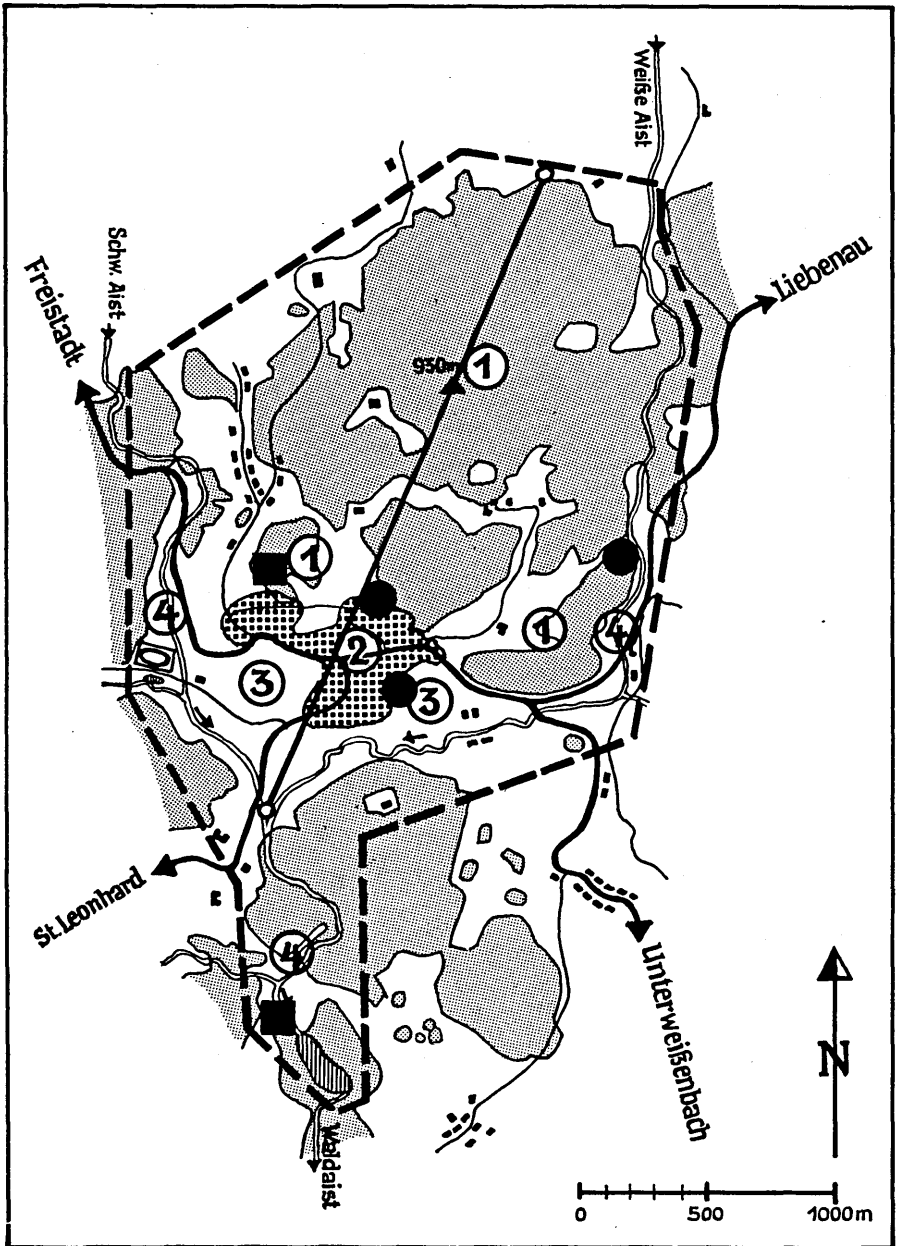 Weiße Aist
Liebenau
Schw. Aist
Freistadt
930m
1
1
1
4
4
2
3
3
St. Leonhard
4
Unterweißenbach
N
Waldaist
0 500 1000m